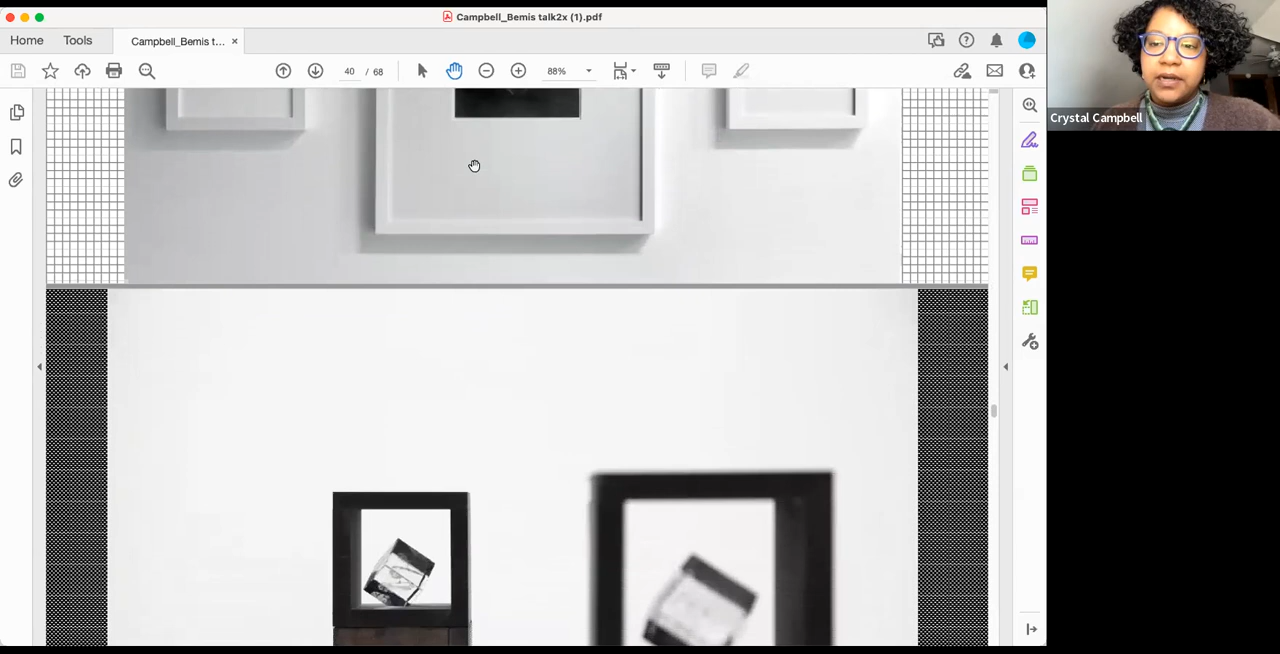 Campbell_Bemis talk2x (1).pdf
Home
Tools
Campbell_Bemis t...
40 / 68
88%
Crystal Campbell